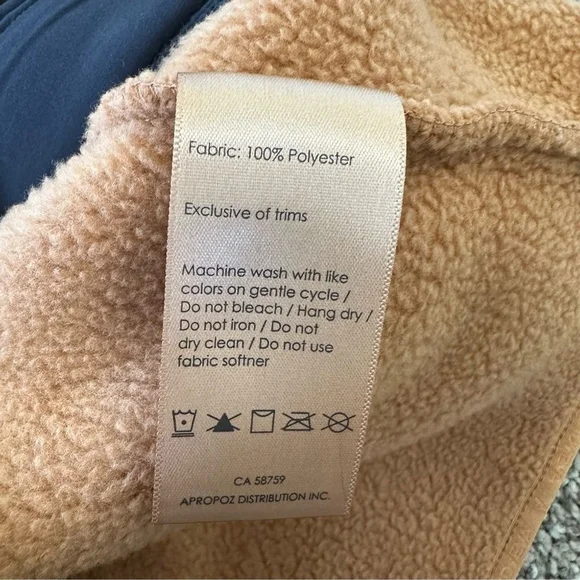 Fabric: 100% Polyester
Exclusive of trims
Machine wash with like
colors on gentle cycle /
Do not bleach / Hang dry /
Do not iron / Do not
dry clean / Do not use
fabric softner
CA 58759
APROPOZ DISTRIBUTION INC.